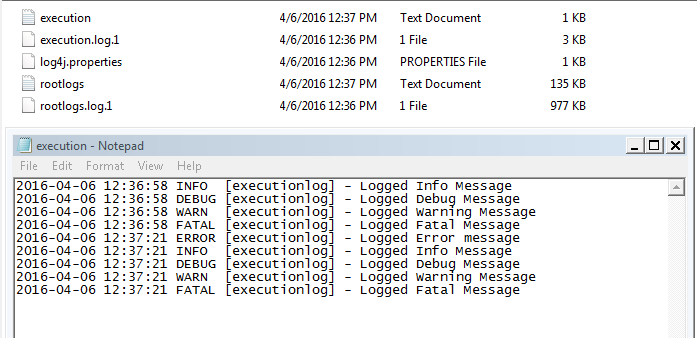 execution 4/6/2016 12:37 PM Text Document 1 KB
execution.log.1 4/6/2016 12:36 PM 1 File 3 KB
log4j.properties 4/6/2016 12:36 PM PROPERTIES File 1 KB
rootlogs 4/6/2016 12:37 PM Text Document 135 KB
rootlogs.log.1 4/6/2016 12:36 PM 1 File 977 KB
execution - Notepad
File Edit Format View Help
2016-04-06 12:36:58 INFO [executionlog] - Logged Info Message
2016-04-06 12:36:58 DEBUG [executionlog] - Logged Debug Message
2016-04-06 12:36:58 WARN [executionlog] - Logged Warning Message
2016-04-06 12:36:58 FATAL [executionlog] - Logged Fatal Message
2016-04-06 12:37:21 ERROR [executionlog] - Logged Error message
2016-04-06 12:37:21 INFO [executionlog] - Logged Info Message
2016-04-06 12:37:21 DEBUG [executionlog] - Logged Debug Message
2016-04-06 12:37:21 WARN [executionlog] - Logged Warning Message
2016-04-06 12:37:21 FATAL [executionlog] - Logged Fatal Message